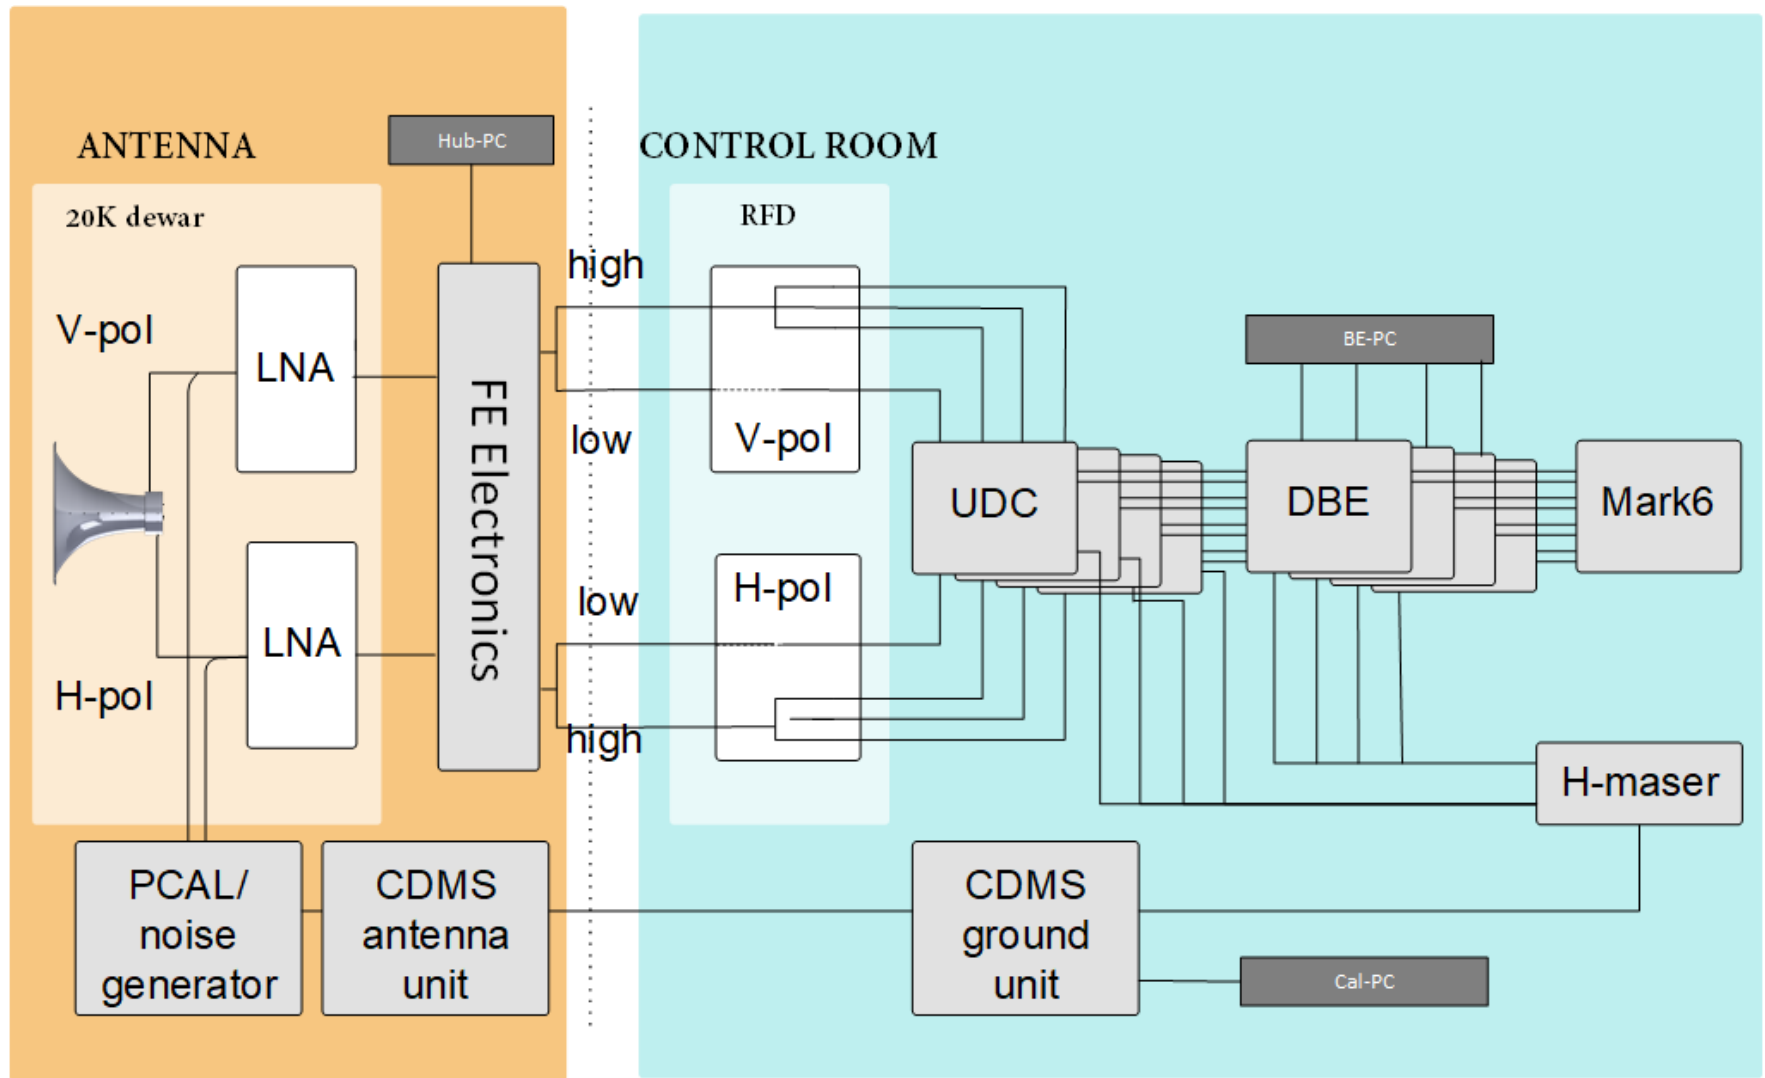 ANTENNA
Hub-PC
CONTROL ROOM
20K dewar
RFD
high
V-pol
LNA
BE-PC
FE Electronics
V-pol
low
UDC
DBE
Mark6
H-pol
low
LNA
H-pol
high
H-maser
PCAL/
noise
generator
CDMS
antenna
unit
CDMS
ground
unit
Cal-PC